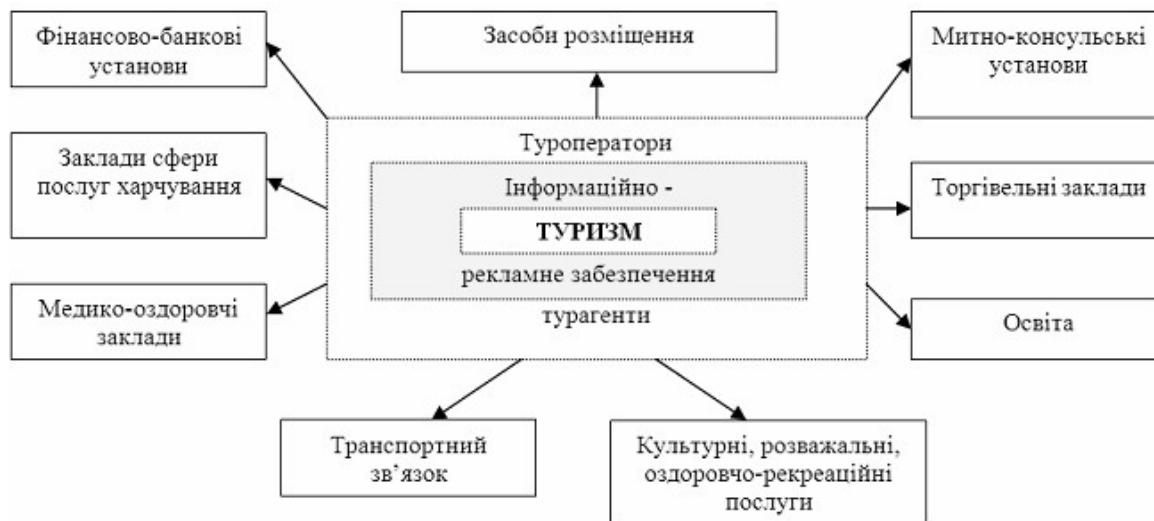 Фінансово-банкові
установи
Засоби розміщення
Митно-консульські
установи
Заклади сфери
послуг харчування
Туроператори
Інформаційно -
ТУРИЗМ
рекламне забезпечення
турагенти
Торгівельні заклади
Медико-оздоровчі
заклади
Освіта
Транспортний
зв’язок
Культурні, розважальні,
оздоровчо-рекреаційні
послуги